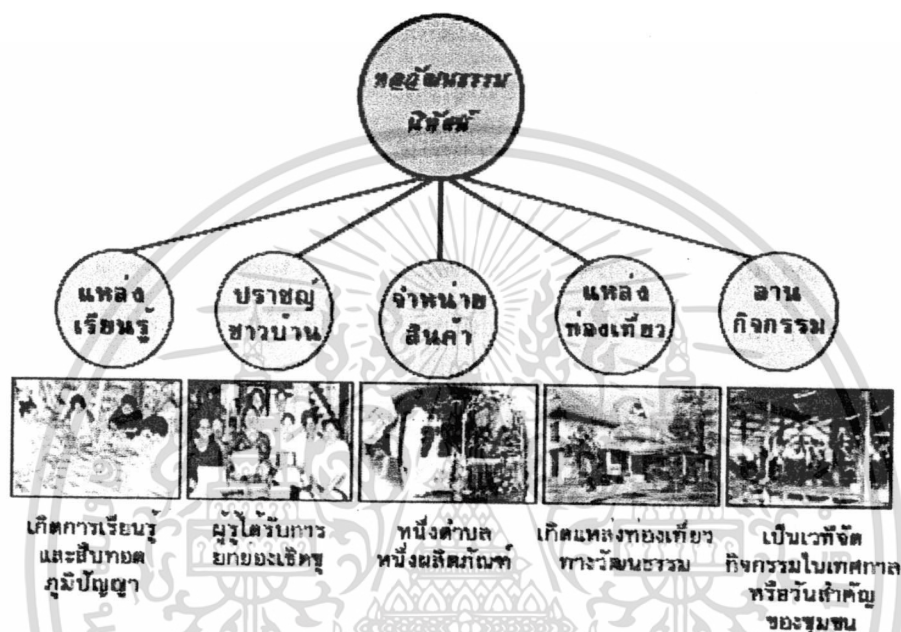 หอวัฒนธรรม
นิทัศน์
แหล่ง
เรียนรู้
ปราชญ์
ชาวบ้าน
จำหน่าย
สินค้า
แหล่ง
ท่องเที่ยว
ลาน
กิจกรรม
เกิดการเรียนรู้
และสืบทอด
ภูมิปัญญา
ผู้รู้ได้รับการ
ยกย่องเชิดชู
หนึ่งตำบล
หนึ่งผลิตภัณฑ์
เกิดแหล่งท่องเที่ยว
ทางวัฒนธรรม
เป็นเวทีจัด
กิจกรรมในเทศกาล
หรือวันสำคัญ
ของชุมชน